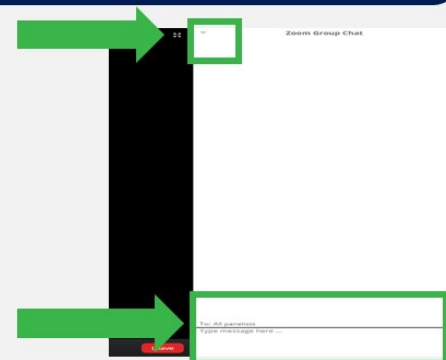 Zoom Group Chat
To: All panelists
Type message here ...
Leave